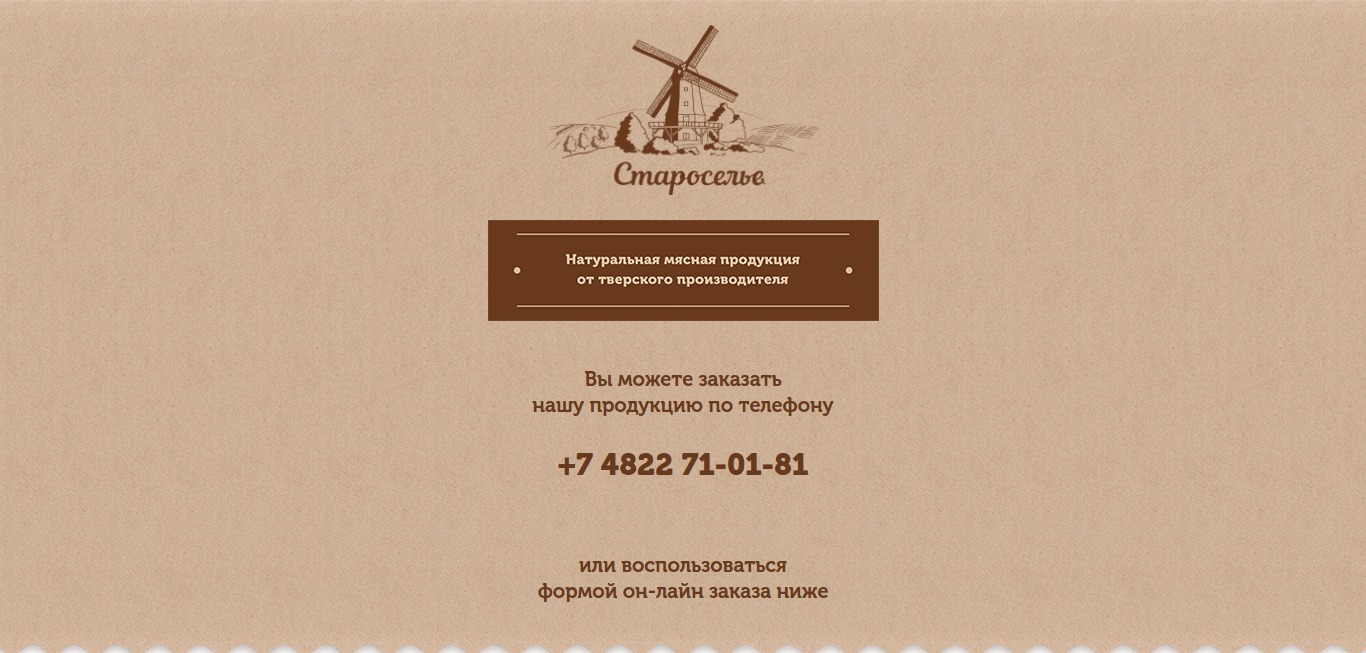 Староселье
Натуральная мясная продукция
от тверского производителя
Вы можете заказать
нашу продукцию по телефону
+7 4822 71-01-81
или воспользоваться
формой он-лайн заказа ниже